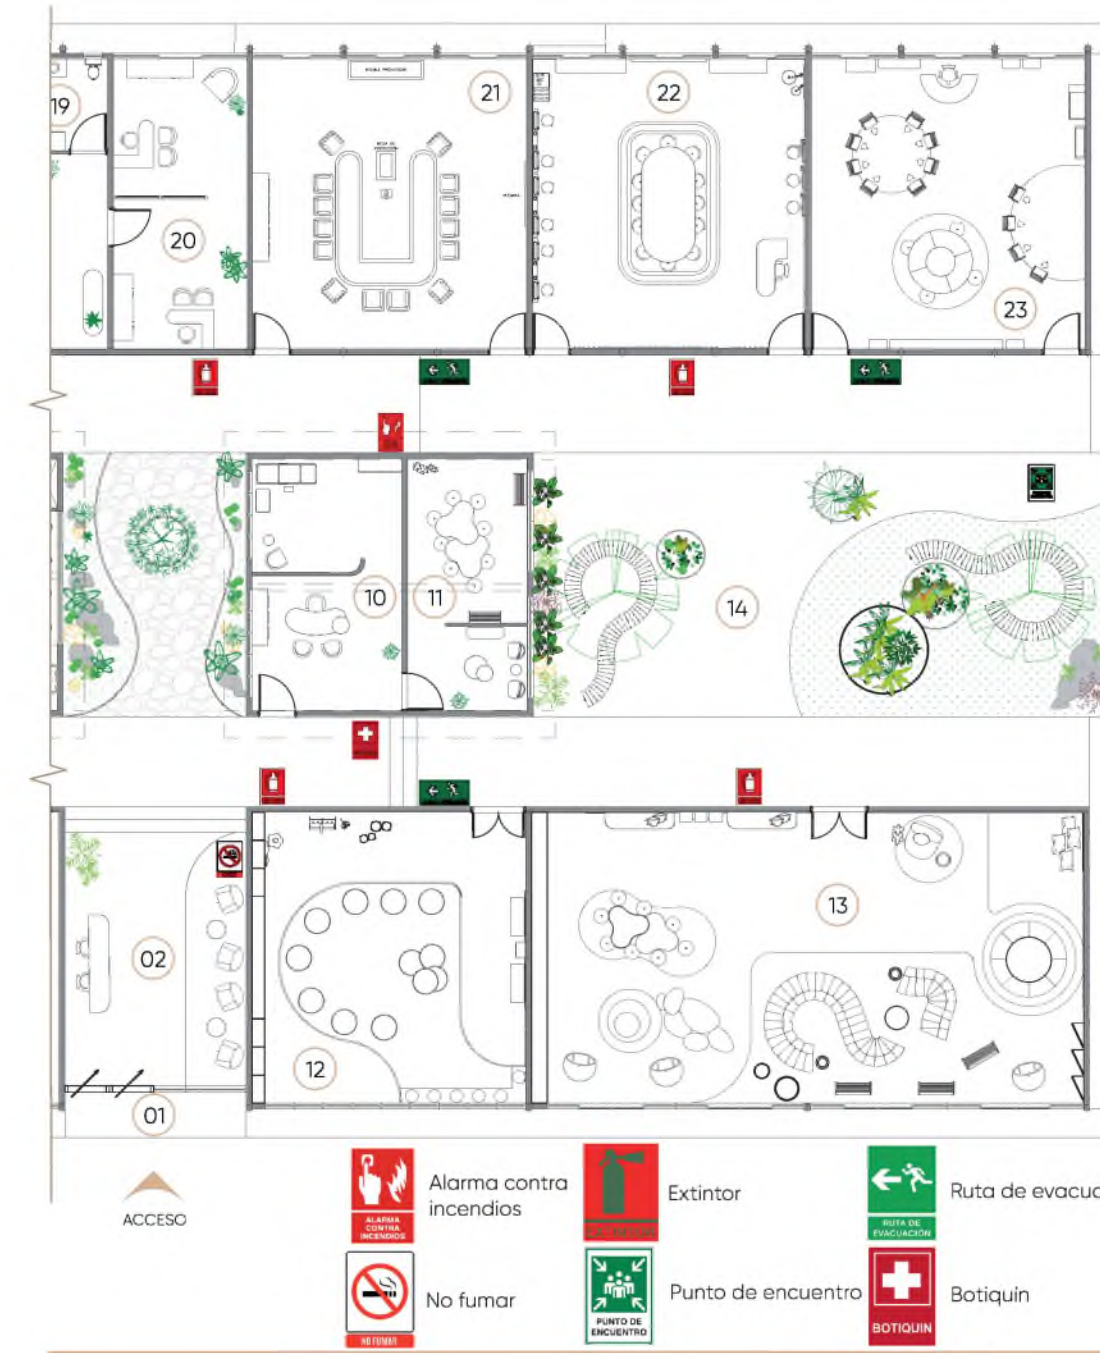 19
20
21
22
23
10
11
14
02
12
13
01
ACCESO
ALARMA
CONTRA
INCENDIOS
Alarma contra
incendios
Extintor
RUTA DE
EVACUACIÓN
Ruta de evacuc
NO FUMAR
No fumar
PUNTO DE
ENCUENTRO
Punto de encuentro
BOTIQUIN
Botiquín